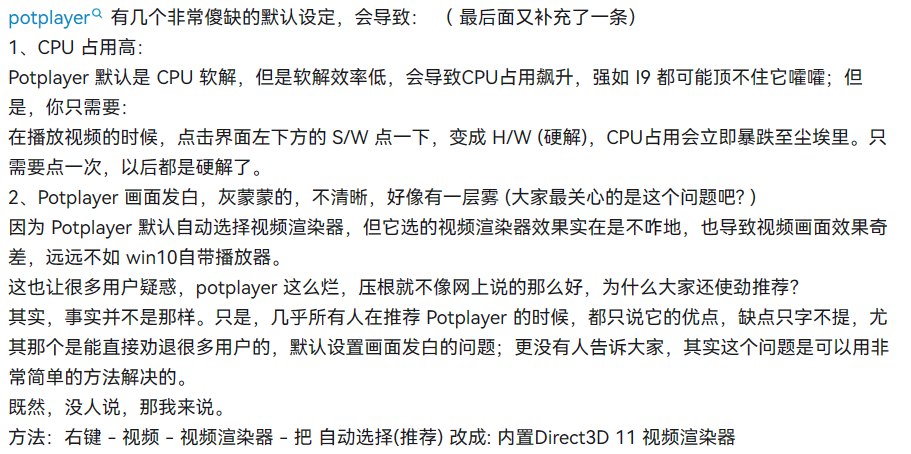 potplayer 有几个非常傻缺的默认设定，会导致： （ 最后面又补充了一条）
1、CPU 占用高：
Potplayer 默认是 CPU 软解，但是软解效率低，会导致CPU占用飙升，强如 I9 都可能顶不住它嚯嚯；但
是，你只需要：
在播放视频的时候，点击界面左下方的 S/W 点一下，变成 H/W (硬解)，CPU占用会立即暴跌至尘埃里。只
需要点一次，以后都是硬解了。
2、Potplayer 画面发白，灰蒙蒙的，不清晰，好像有一层雾 (大家最关心的是这个问题吧? )
因为 Potplayer 默认自动选择视频渲染器，但它选的视频渲染器效果实在是不咋地，也导致视频画面效果奇
差，远远不如 win10自带播放器。
这也让很多用户疑惑，potplayer 这么烂，压根就不像网上说的那么好，为什么大家还使劲推荐？
其实，事实并不是那样。只是，几乎所有人在推荐 Potplayer 的时候，都只说它的优点，缺点只字不提，尤
其那个是能直接劝退很多用户的，默认设置画面发白的问题；更没有人告诉大家，其实这个问题是可以用非
常简单的方法解决的。
既然，没人说，那我来说。
方法：右键 - 视频 - 视频渲染器 - 把 自动选择(推荐) 改成: 内置Direct3D 11 视频渲染器